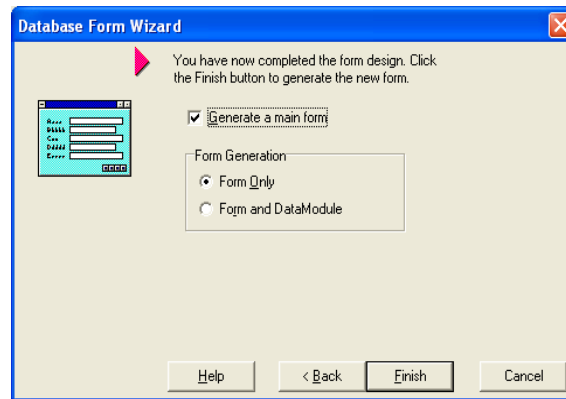 Database Form Wizard
You have now completed the form design. Click
the Finish button to generate the new form.
Generate a main form
Form Generation
Form Only
Form and DataModule
Help
< Back
Finish
Cancel